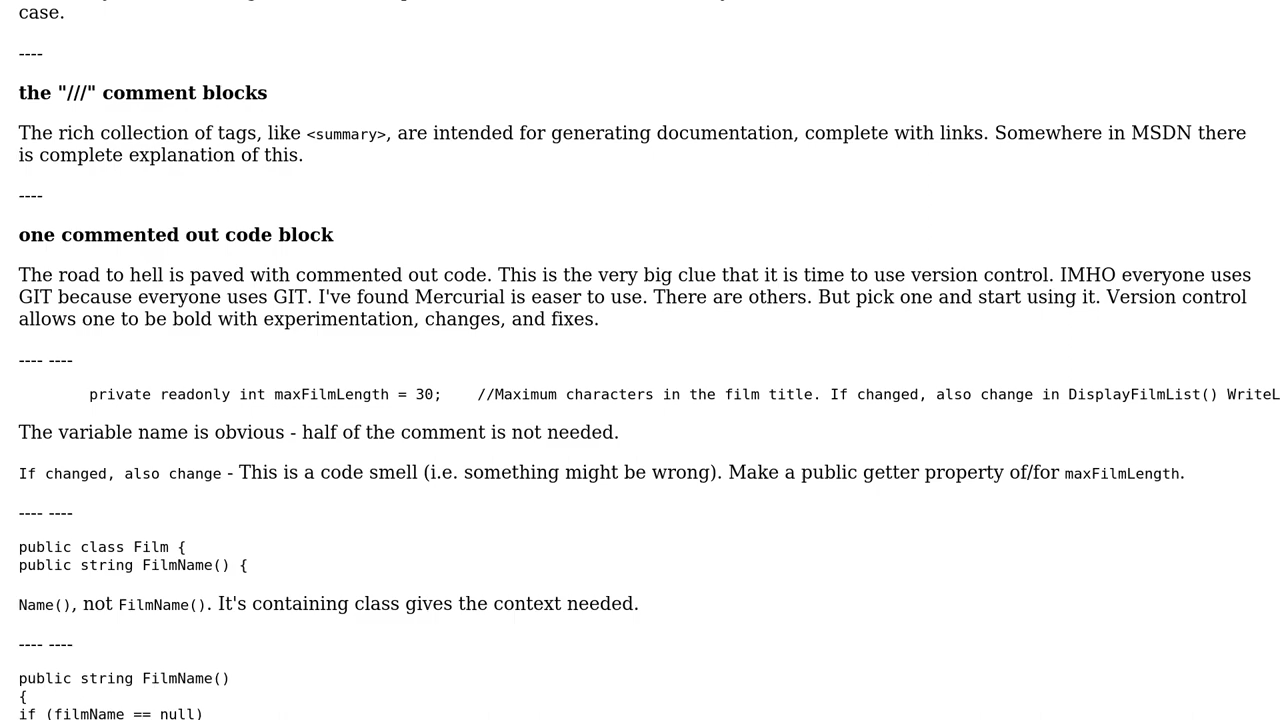 case.
----
the "///" comment blocks
The rich collection of tags, like <summary>, are intended for generating documentation, complete with links. Somewhere in MSDN there
is complete explanation of this.
----
one commented out code block
The road to hell is paved with commented out code. This is the very big clue that it is time to use version control. IMHO everyone uses
GIT because everyone uses GIT. I've found Mercurial is easer to use. There are others. But pick one and start using it. Version control
allows one to be bold with experimentation, changes, and fixes.
---- ----
private readonly int maxFilmLength = 30;    //Maximum characters in the film title. If changed, also change in DisplayFilmList() WriteL
The variable name is obvious - half of the comment is not needed.
If changed, also change - This is a code smell (i.e. something might be wrong). Make a public getter property of/for maxFilmLength.
---- ----
public class Film {
public string FilmName() {
Name(), not FilmName(). It's containing class gives the context needed.
---- ----
public string FilmName()
{
if (filmName == null)